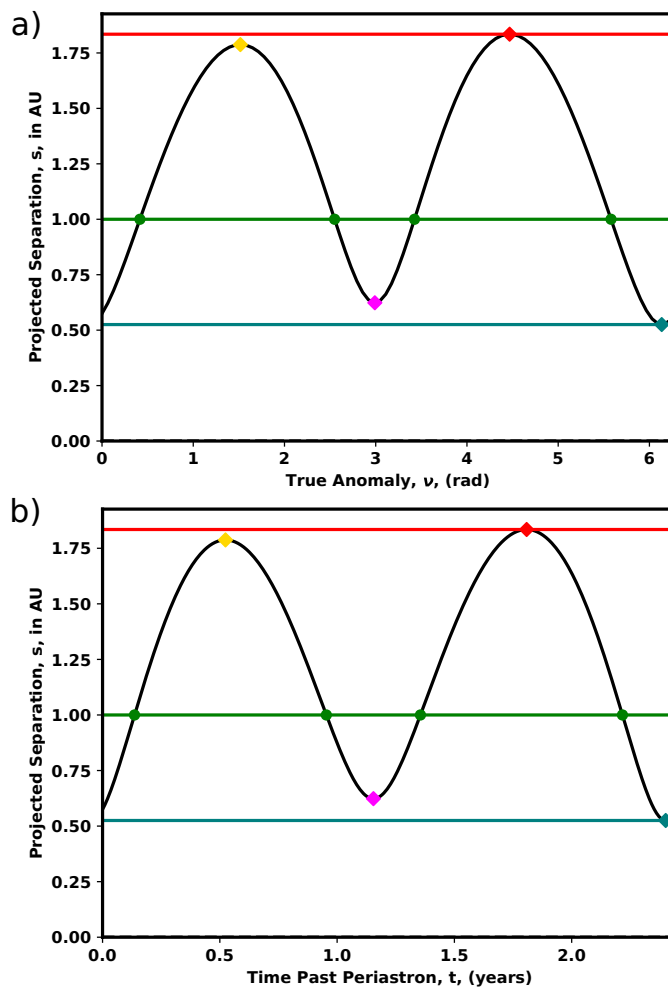 a)
1.75
1.50
1.25
1.00
0.75
0.50
0.25
0.00
Projected Separation, s, in AU
0 1 2 3 4 5 6
True Anomaly, ν, (rad)
b)
1.75
1.50
1.25
1.00
0.75
0.50
0.25
0.00
Projected Separation, s, in AU
0.0 0.5 1.0 1.5 2.0
Time Past Periastron, t, (years)